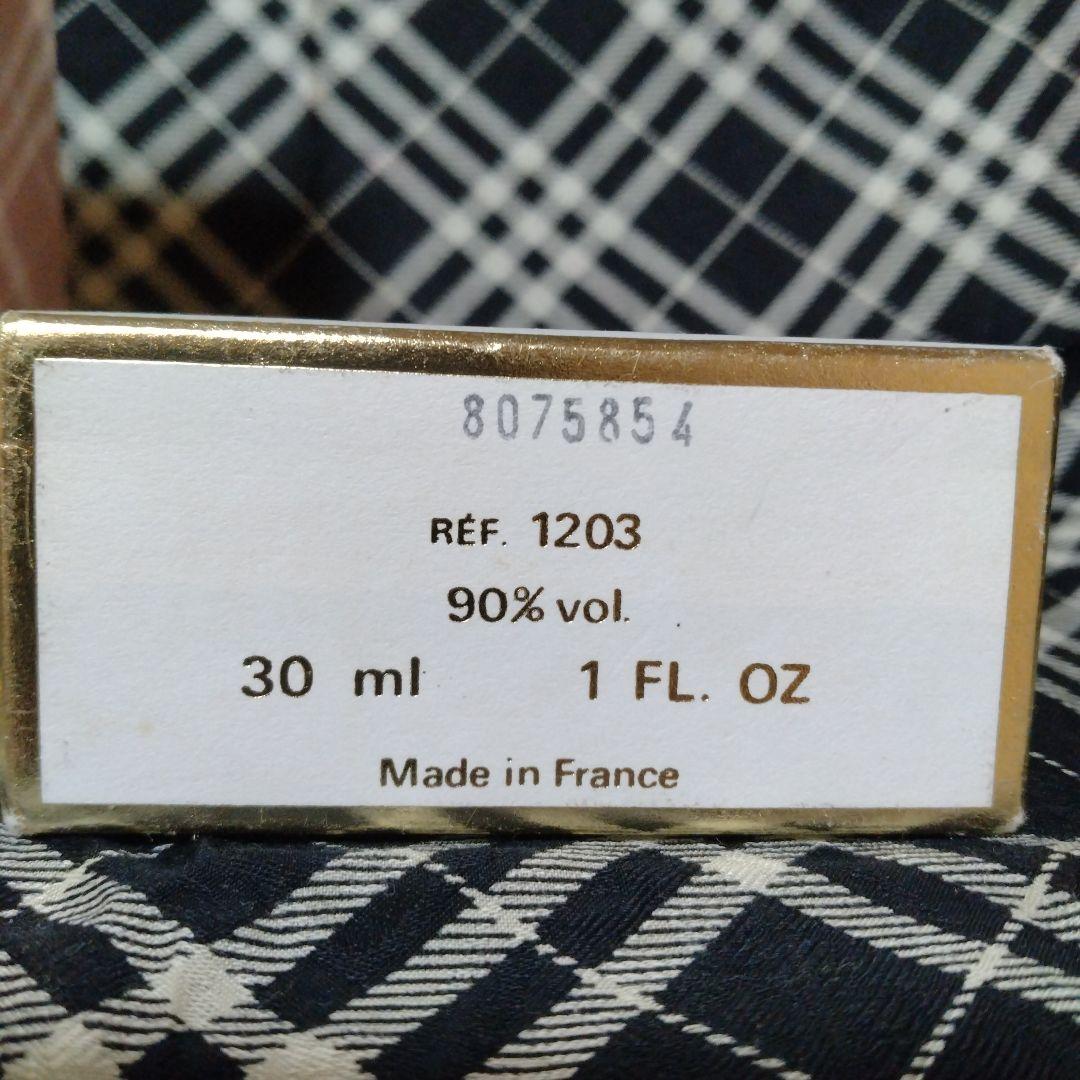 8075854
RÉF. 1203
90% vol.
30 ml 1 FL. OZ
Made in France